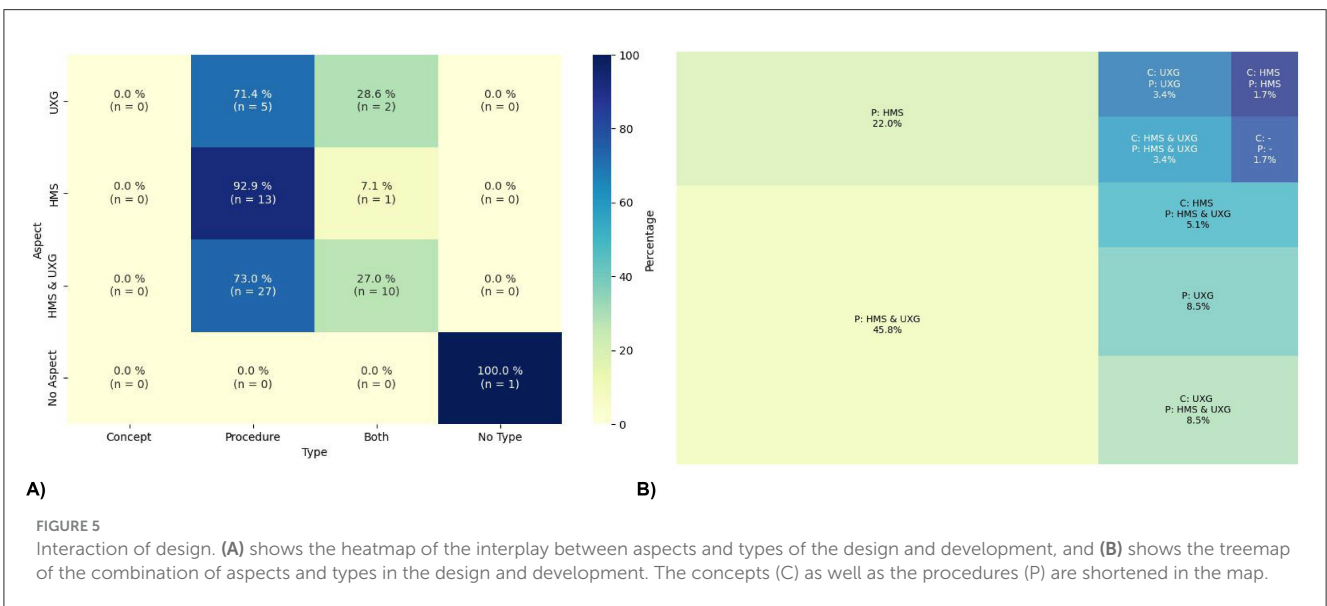 UXG
0.0 %
(n = 0)
71.4 %
(n = 5)
28.6 %
(n = 2)
0.0 %
(n = 0)
HMS
0.0 %
(n = 0)
92.9 %
(n = 13)
7.1 %
(n = 1)
0.0 %
(n = 0)
Aspect
HMS & UXG
0.0 %
(n = 0)
73.0 %
(n = 27)
27.0 %
(n = 10)
0.0 %
(n = 0)
No Aspect
0.0 %
(n = 0)
0.0 %
(n = 0)
0.0 %
(n = 0)
100.0 %
(n = 1)
Concept
Procedure
Both
No Type
Type
100
80
60
40
20
0
Percentage
A)
P: HMS
22.0%
P: HMS & UXG
45.8%
C: UXG
P: UXG
3.4%
C: HMS
P: HMS
1.7%
C: HMS & UXG
P: HMS & UXG
3.4%
C: -
P: -
1.7%
C: HMS
P: HMS & UXG
5.1%
P: UXG
8.5%
C: UXG
P: HMS & UXG
8.5%
B)
FIGURE 5
Interaction of design. (A) shows the heatmap of the interplay between aspects and types of the design and development, and (B) shows the treemap
of the combination of aspects and types in the design and development. The concepts (C) as well as the procedures (P) are shortened in the map.